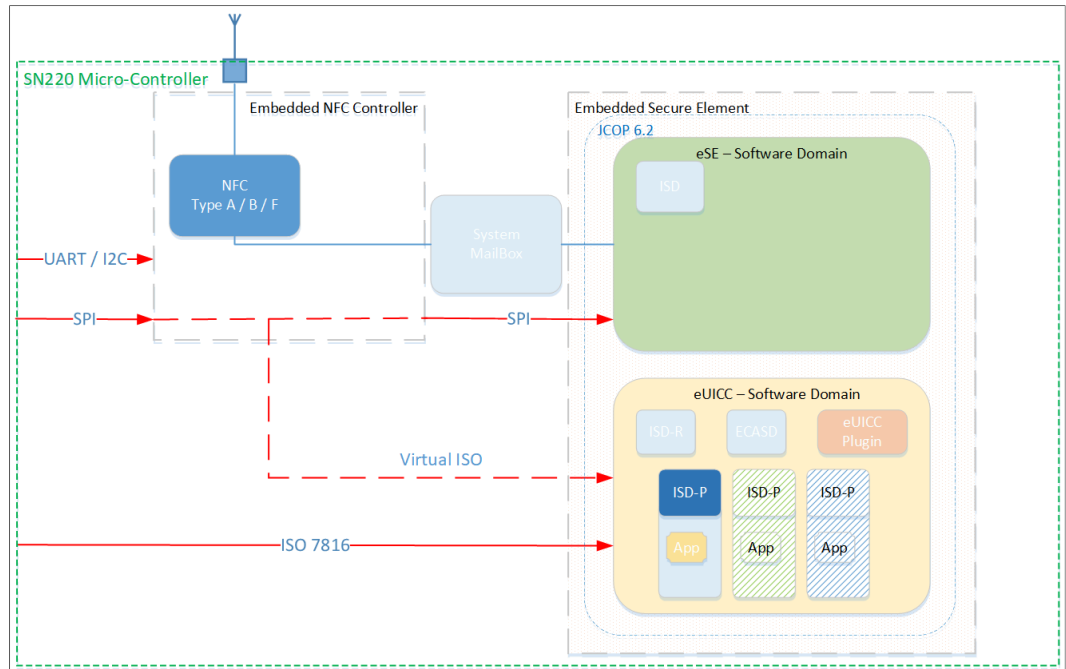 SN220 Micro-Controller
Embedded NFC Controller
Embedded Secure Element
JCOP 6.2
eSE – Software Domain
ISD
NFC
Type A / B / F
System
MailBox
UART / I2C
SPI
SPI
eUICC – Software Domain
ISD-R
ECASD
eUICC
Plugin
Virtual ISO
ISD-P
ISD-P
ISD-P
ISO 7816
App
App
App